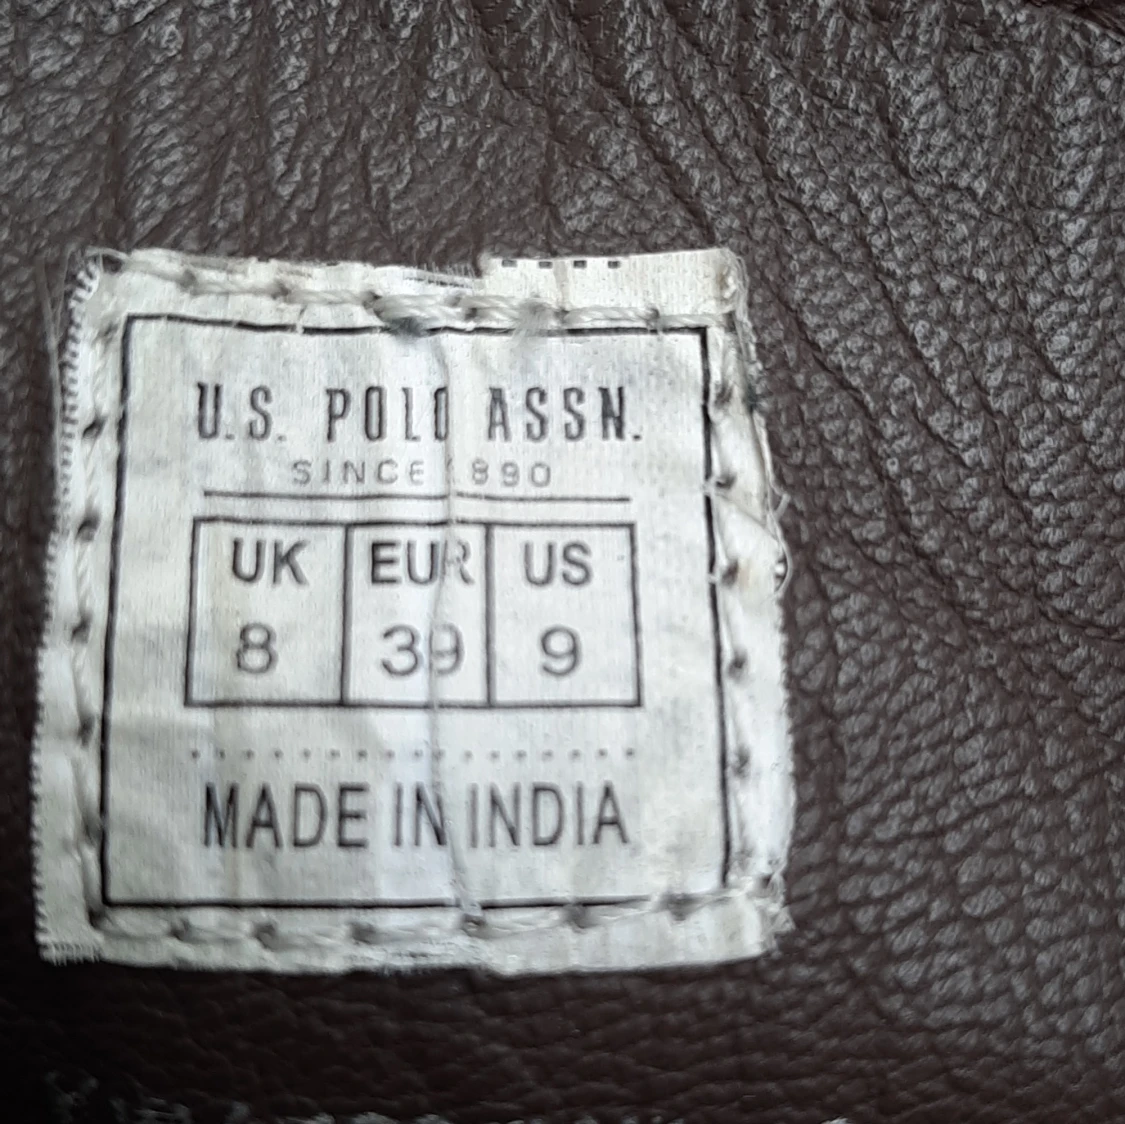 U.S. POLO ASSN.
SINCE 1890
UK EUR US
8 39 9
MADE IN INDIA